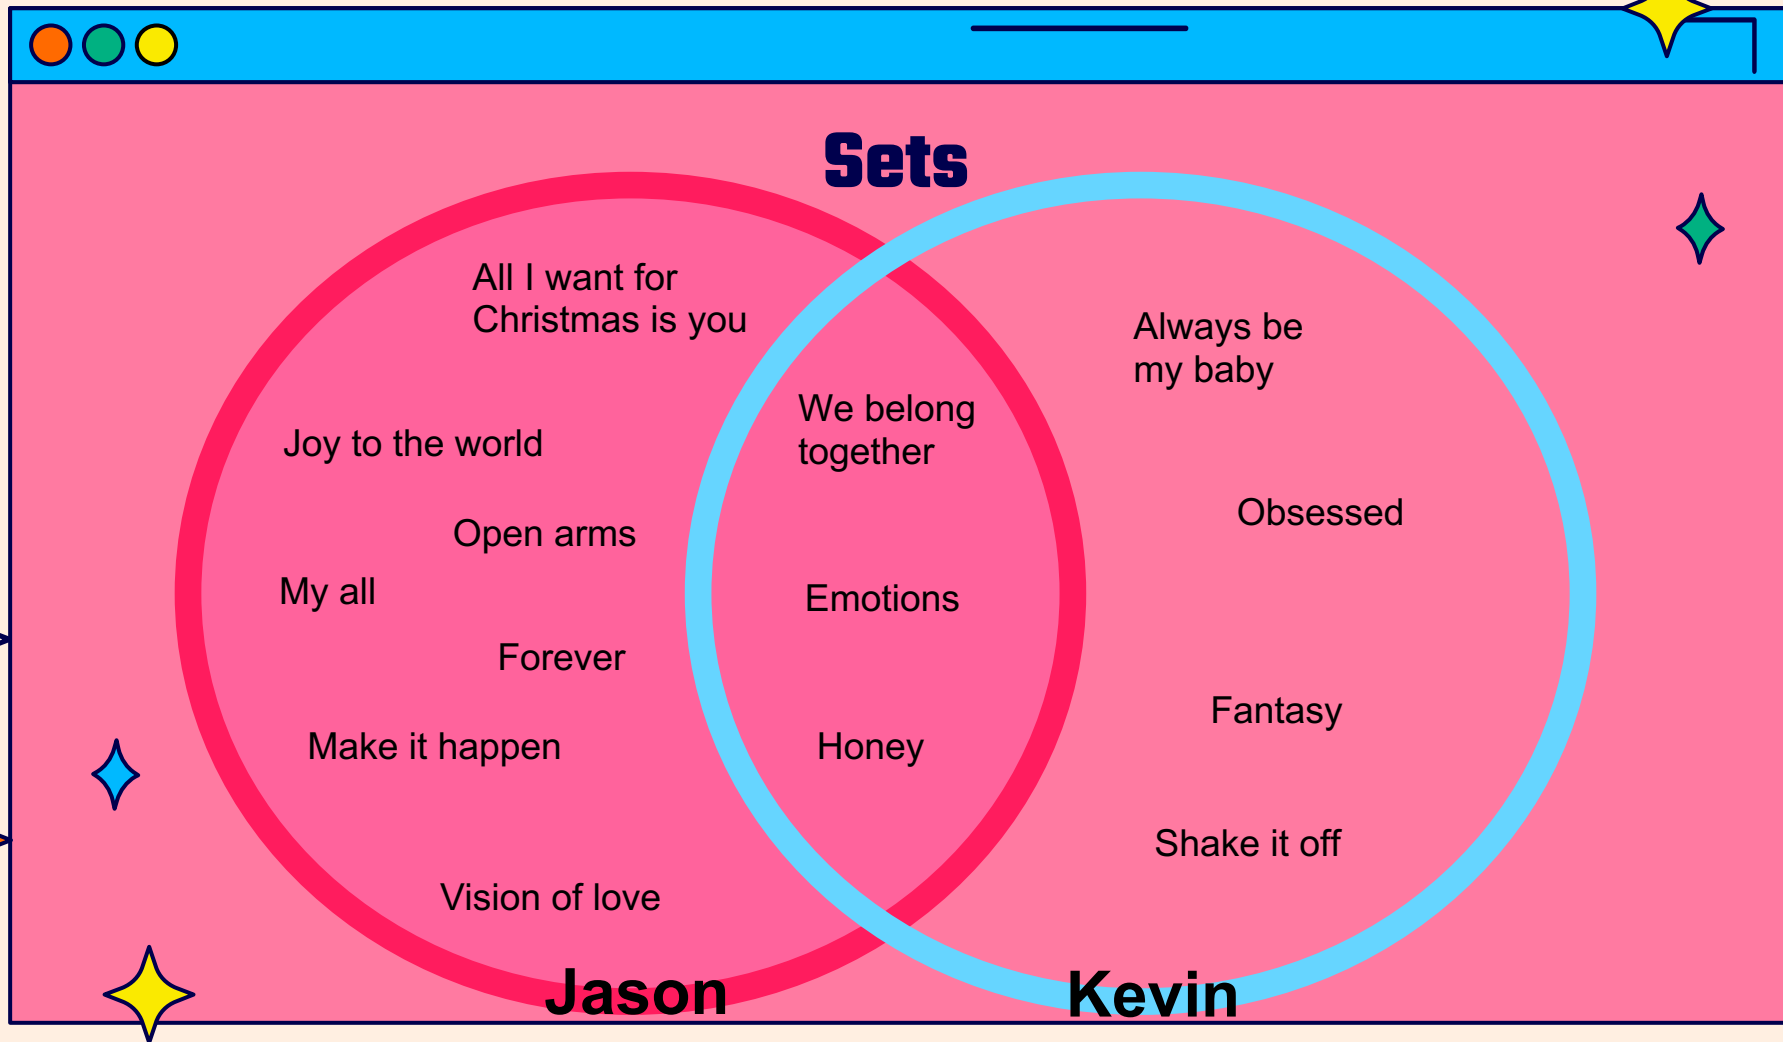 Sets
All I want for
Christmas is you
Joy to the world
Open arms
My all
Forever
Make it happen
Vision of love
We belong
together
Emotions
Honey
Always be
my baby
Obsessed
Fantasy
Shake it off
Jason
Kevin